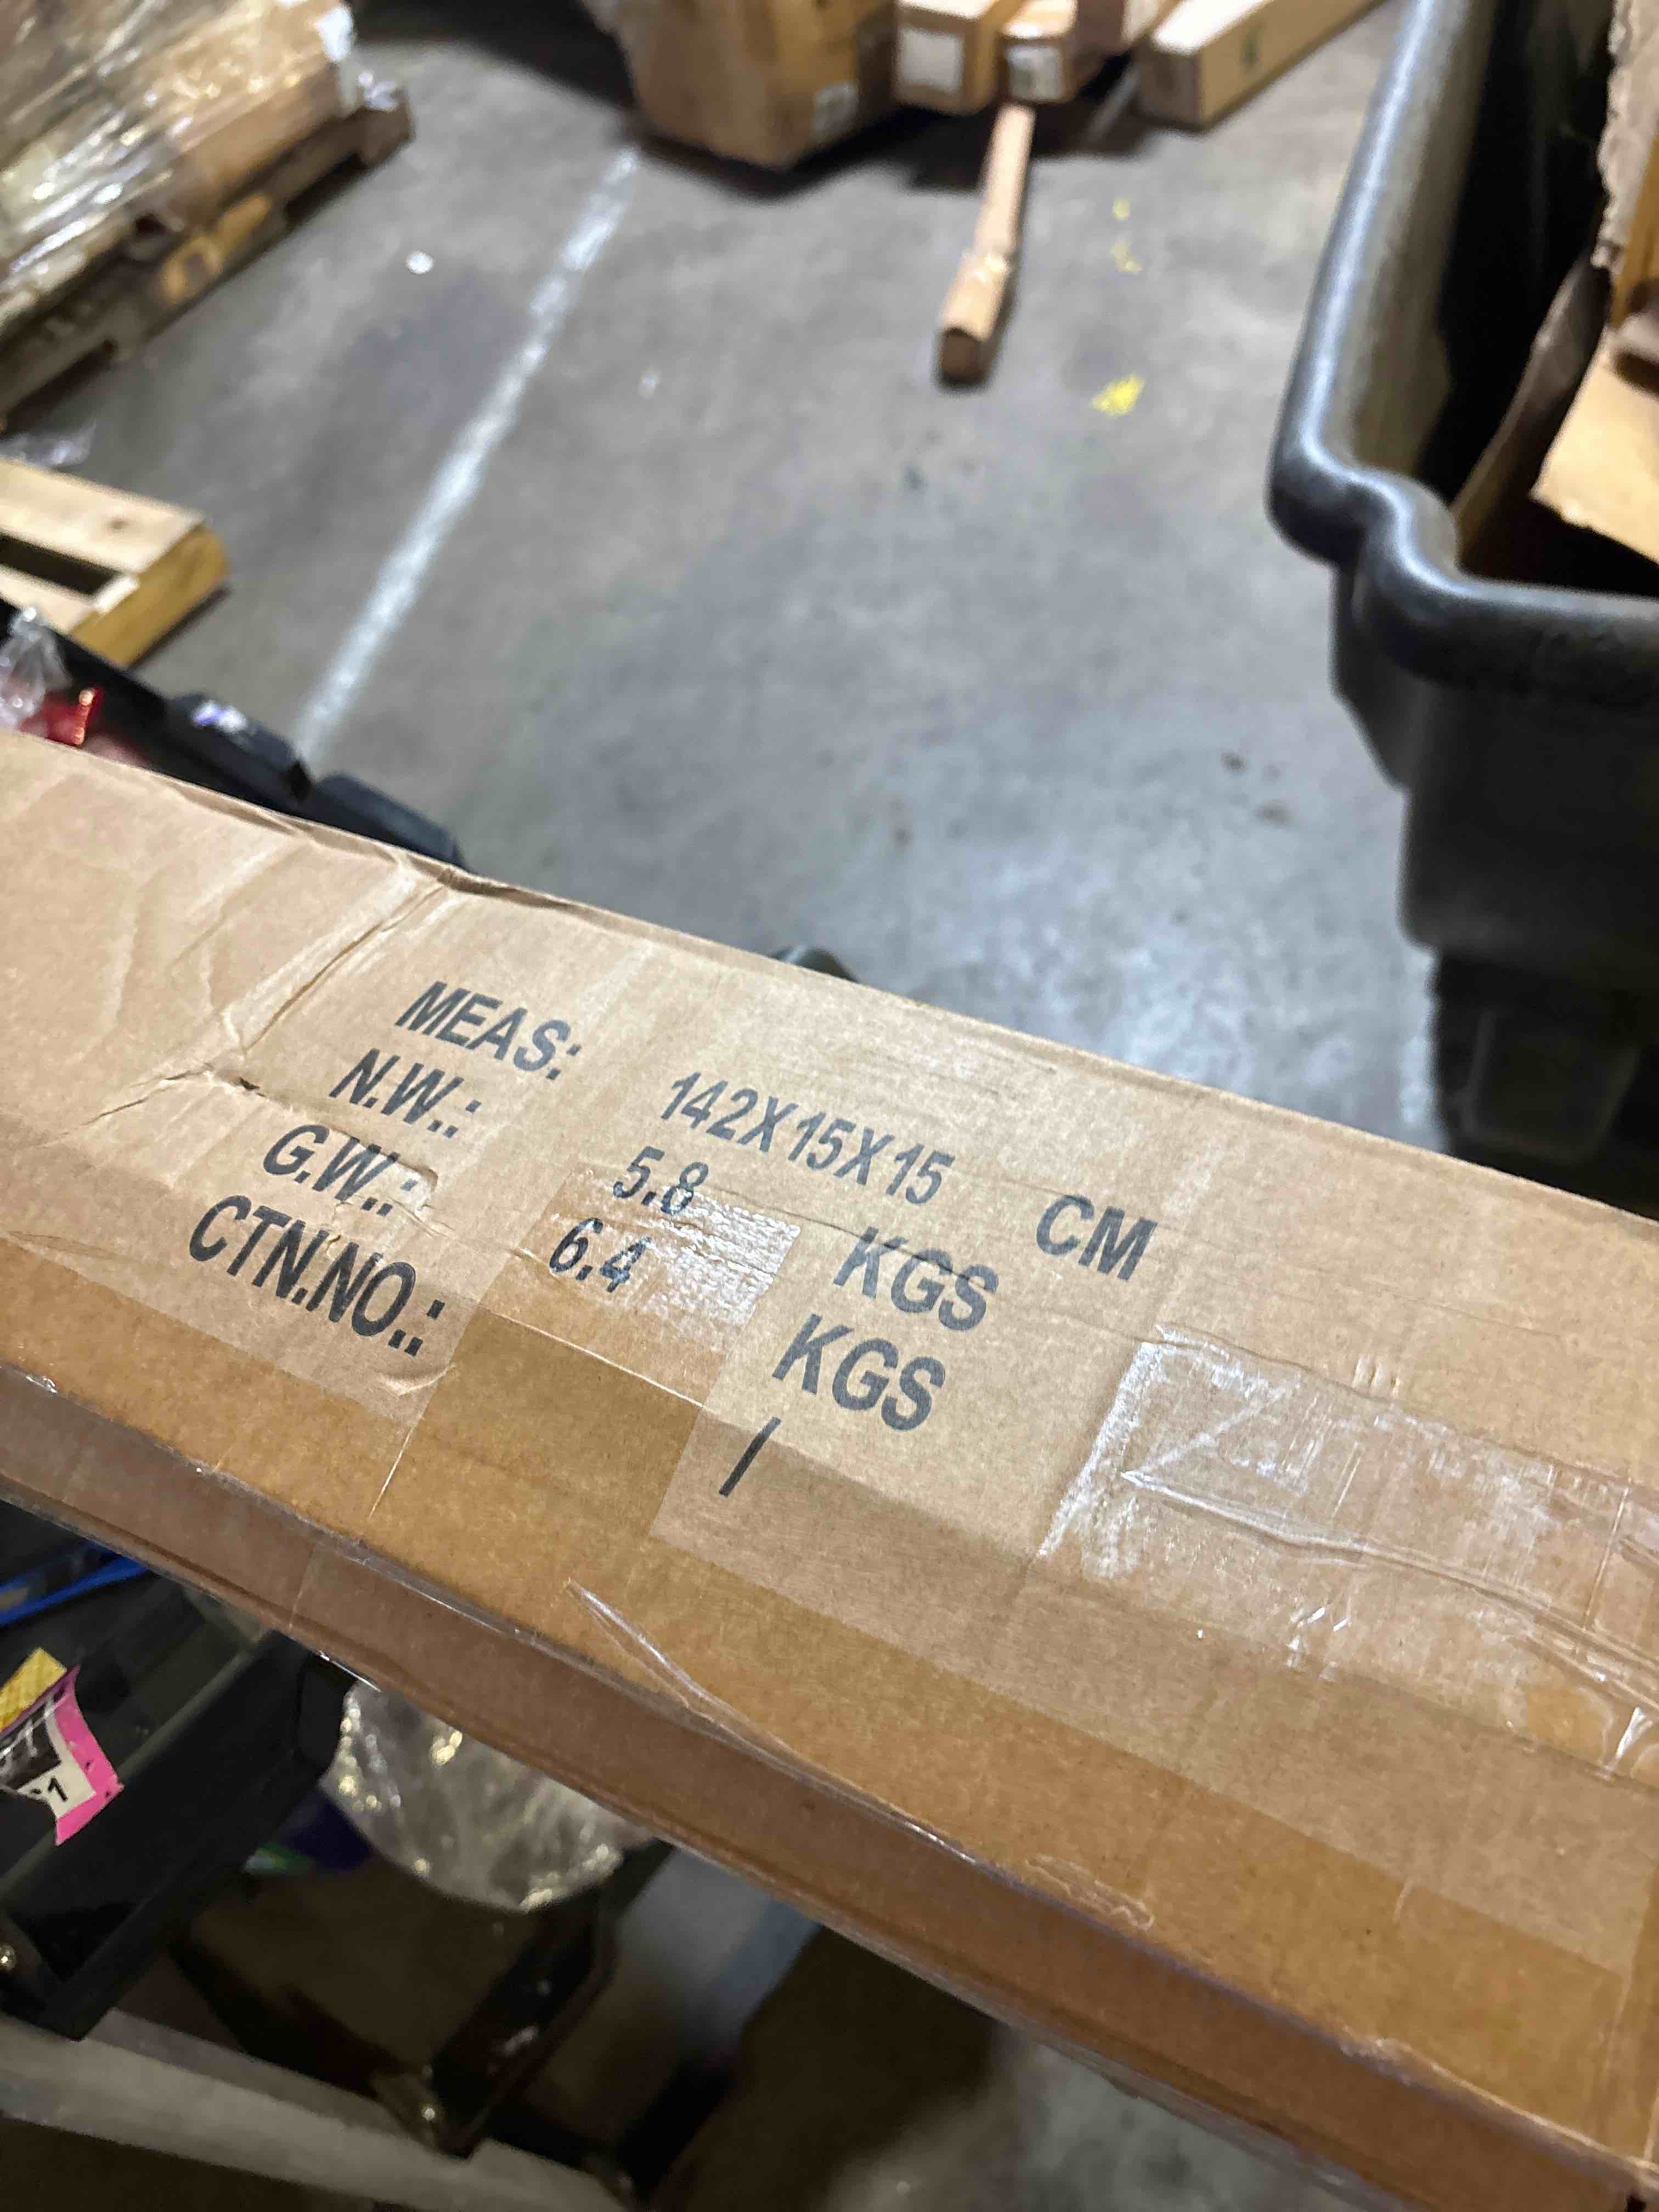 MEAS: 142X15X15 CM
N.W.: 5.8 KGS
G.W.: 6.4 KGS
CTN.NO.: /